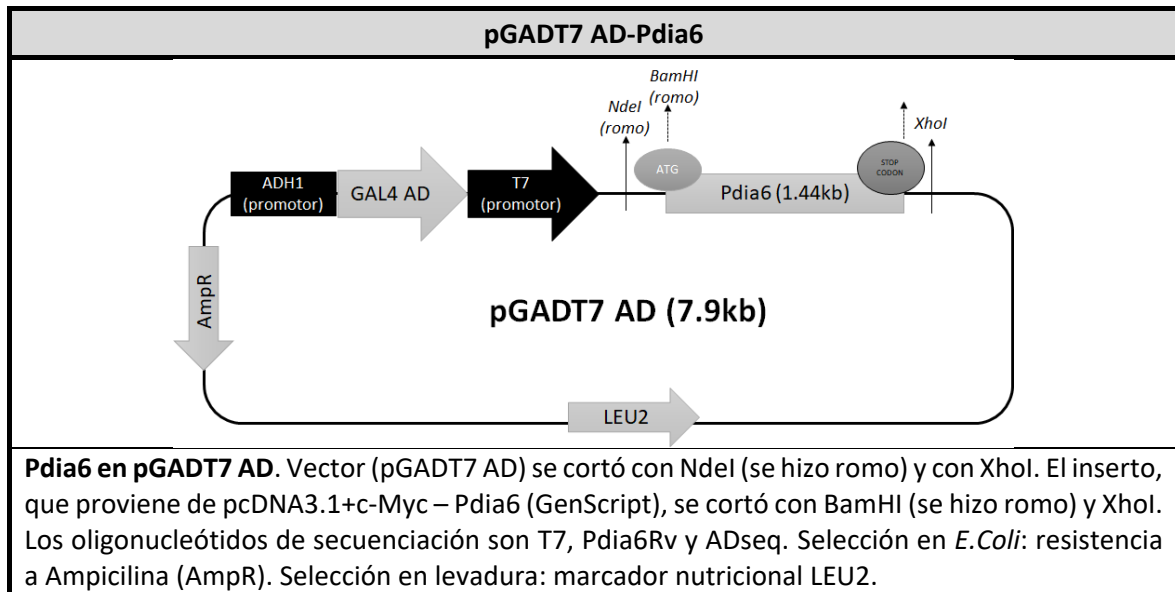 pGADT7 AD-Pdia6
BamHI
(romo)
NdeI
(romo)
XhoI
ATG
STOP
CODON
ADH1
(promotor)
GAL4 AD
T7
(promotor)
Pdia6 (1.44kb)
AmpR
pGADT7 AD (7.9kb)
LEU2
Pdia6 en pGADT7 AD. Vector (pGADT7 AD) se cortó con NdeI (se hizo romo) y con XhoI. El inserto,
que proviene de pcDNA3.1+c-Myc – Pdia6 (GenScript), se cortó con BamHI (se hizo romo) y XhoI.
Los oligonucleótidos de secuenciación son T7, Pdia6Rv y ADseq. Selección en E.Coli: resistencia
a Ampicilina (AmpR). Selección en levadura: marcador nutricional LEU2.